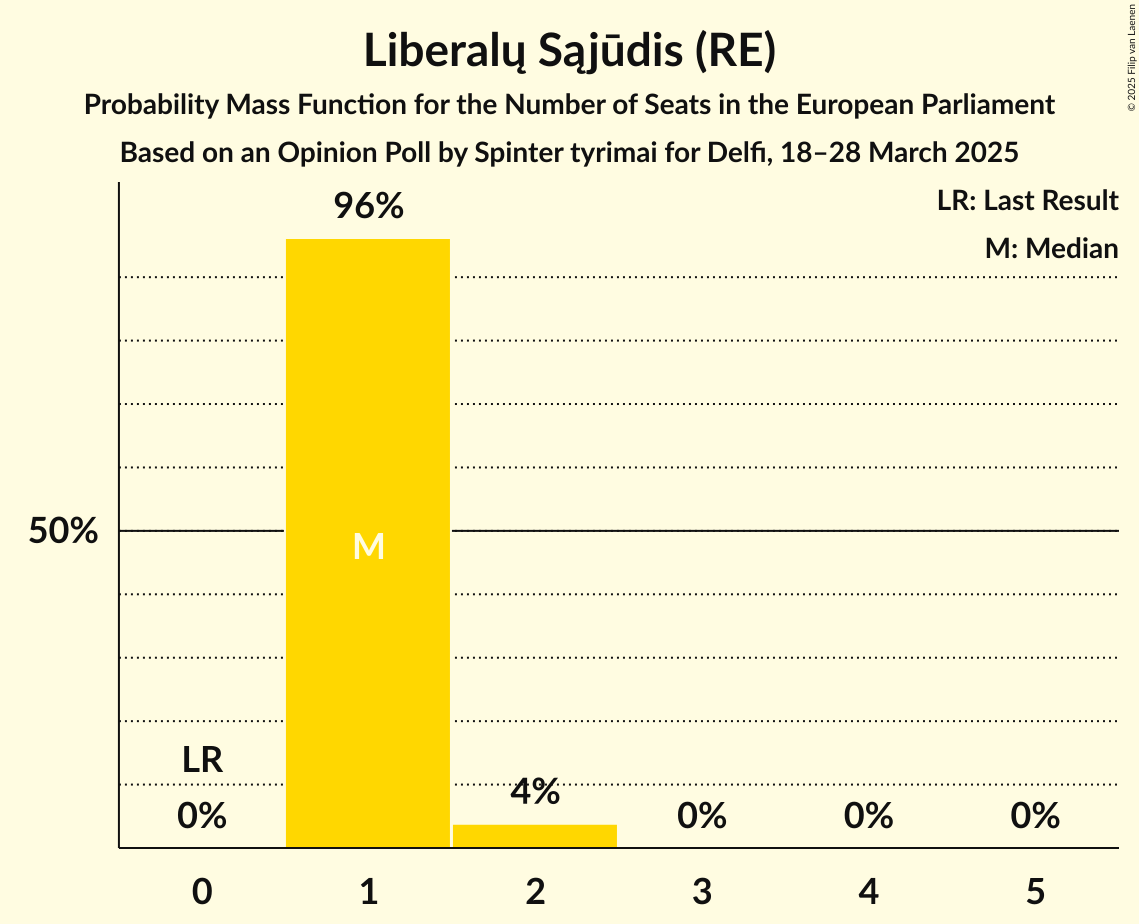 Liberalų Sąjūdis (RE)
Probability Mass Function for the Number of Seats in the European Parliament
Based on an Opinion Poll by Spinter tyrimai for Delfi, 18–28 March 2025
© 2025 Filip van Laenen
LR: Last Result
M: Median
96%
50%
M
LR
0%
4%
0%
0%
0%
0
1
2
3
4
5